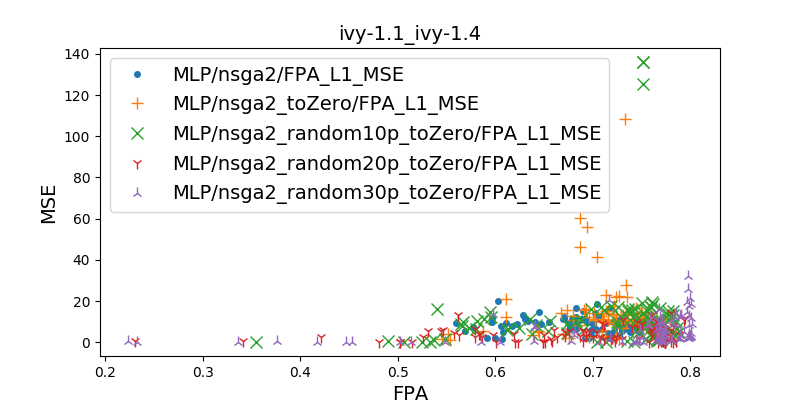 ivy-1.1_ivy-1.4
140
120
100
80
60
40
20
0
MSE
MLP/nsga2/FPA_L1_MSE
MLP/nsga2_toZero/FPA_L1_MSE
MLP/nsga2_random10p_toZero/FPA_L1_MSE
MLP/nsga2_random20p_toZero/FPA_L1_MSE
MLP/nsga2_random30p_toZero/FPA_L1_MSE
0.2 0.3 0.4 0.5 0.6 0.7 0.8
FPA